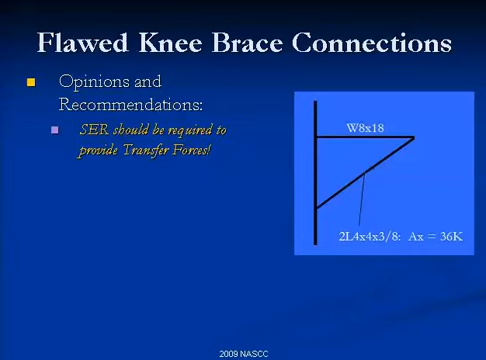 Flawed Knee Brace Connections
Opinions and
Recommendations:
SER should be required to
provide Transfer Forces!
W8x18
2L4x4x3/8: Ax = 36K
2009 NASCC